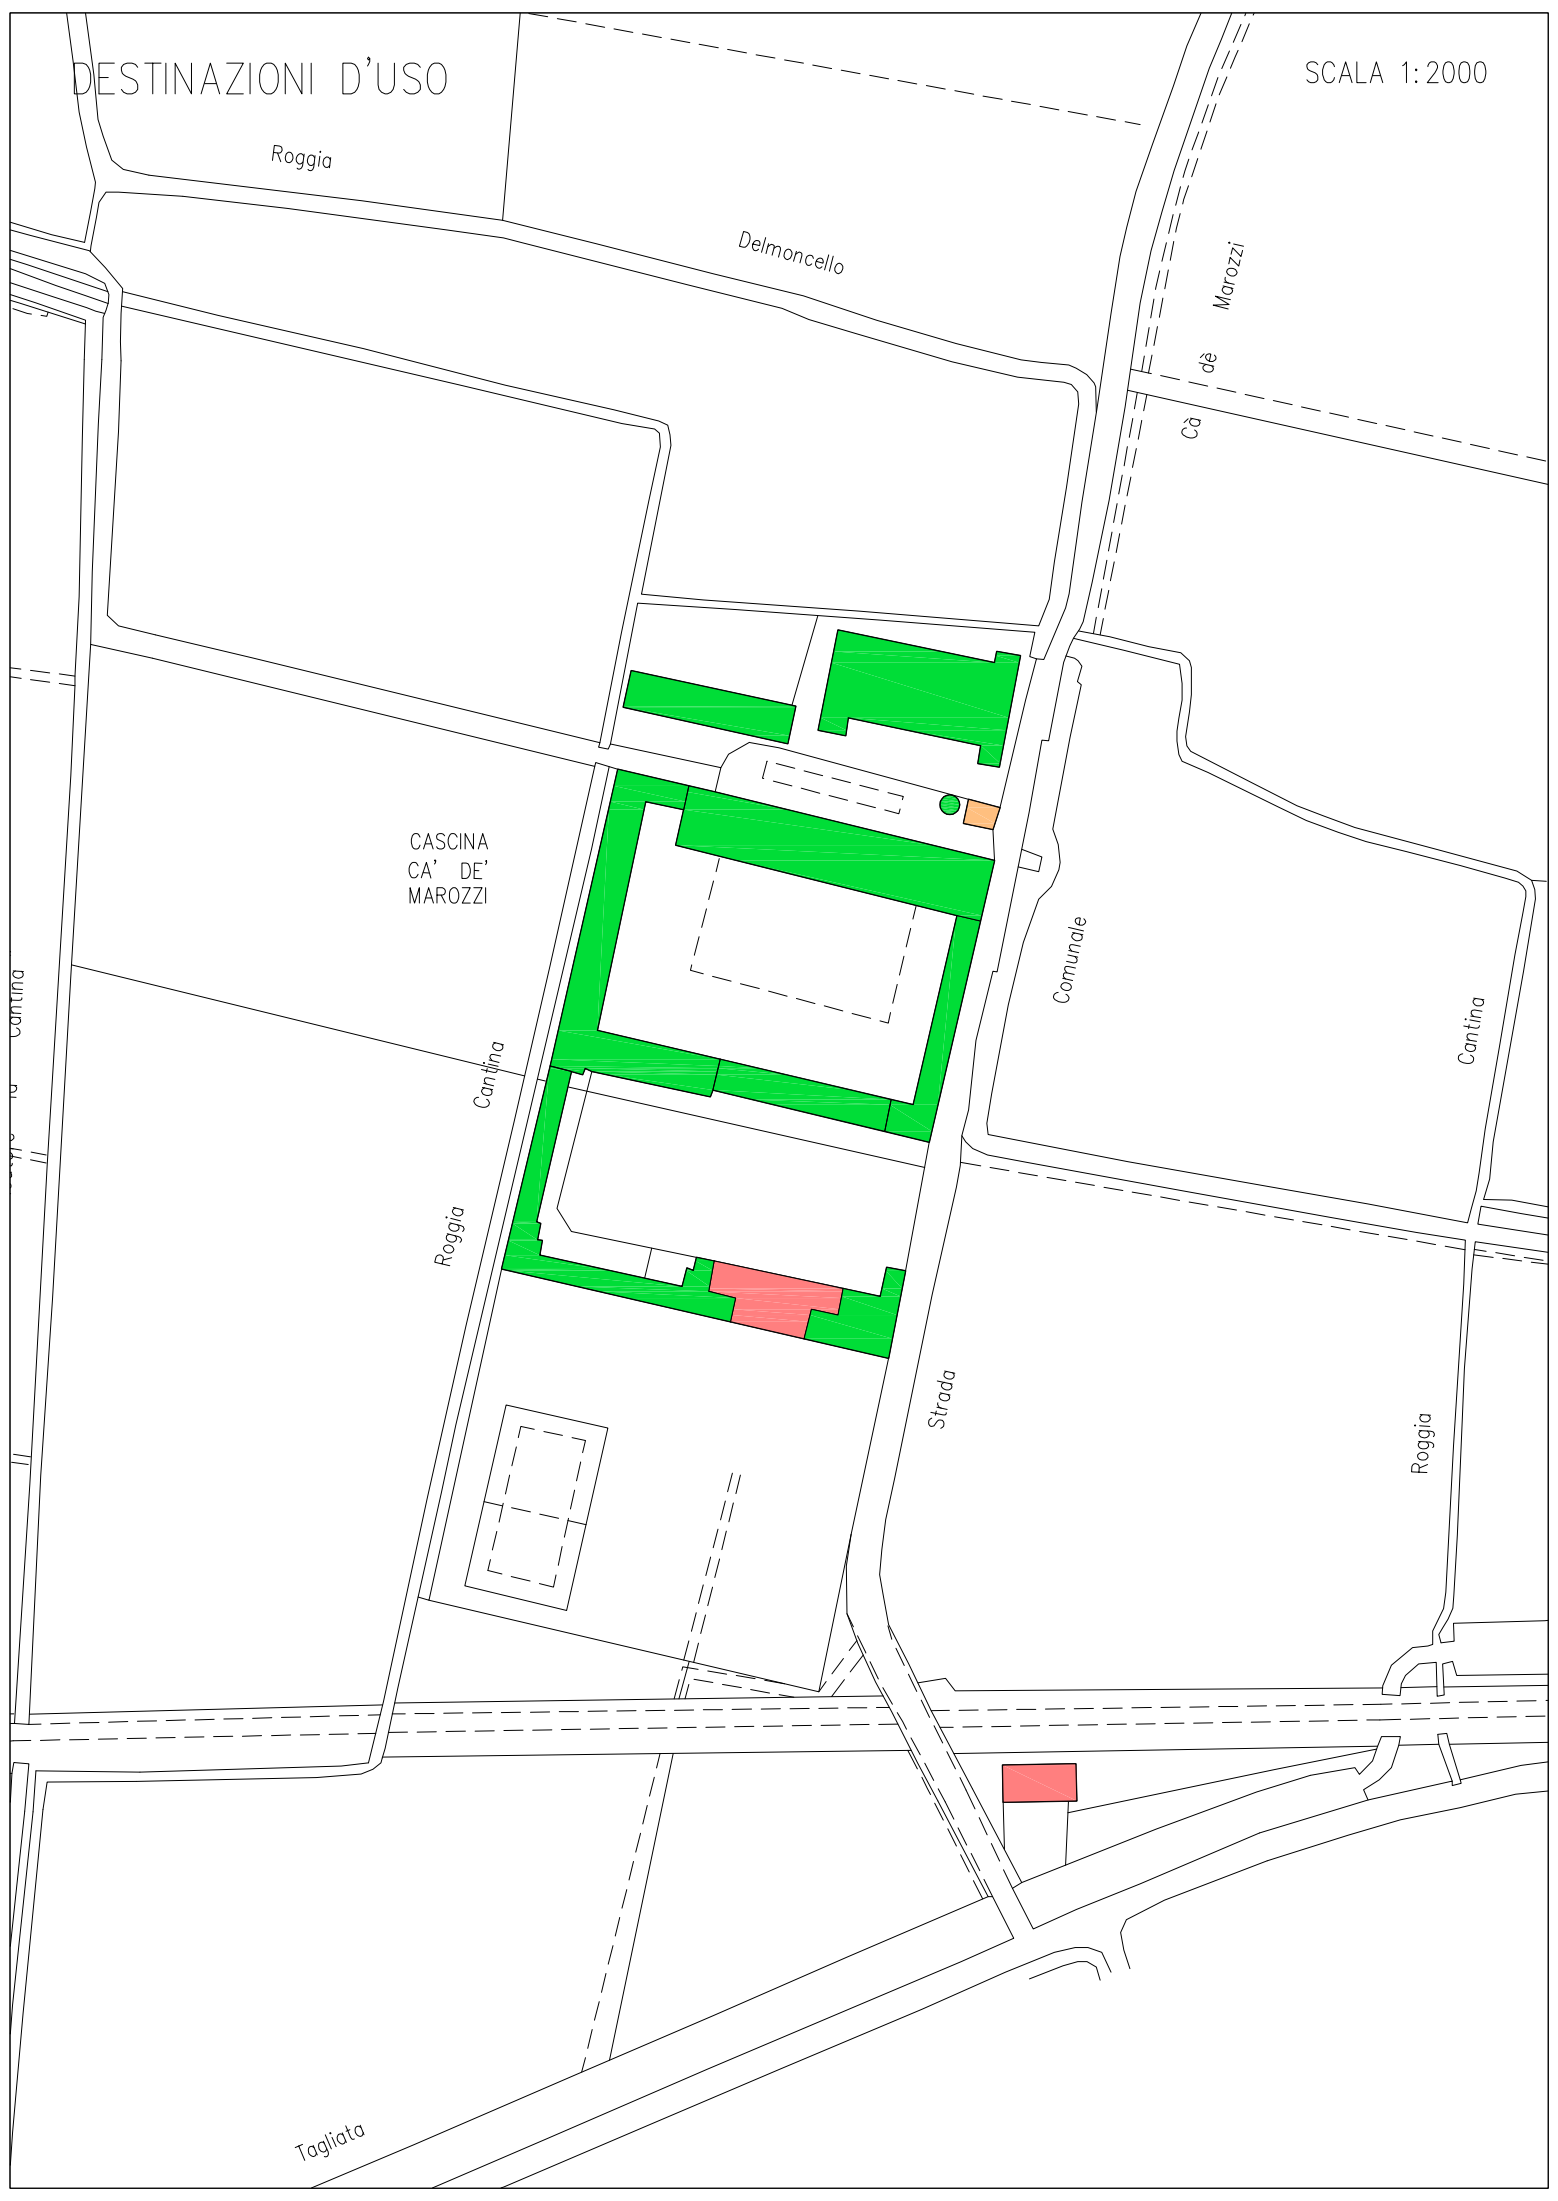 DESTINAZIONI D'USO
SCALA 1:2000
Roggia
Delmoncello
Cà dè Marozzi
CASCINA
CA' DE'
MAROZZI
Comunale
Cantina
Cantina
Cantina
Roggia
Strada
Roggia
Tagliata